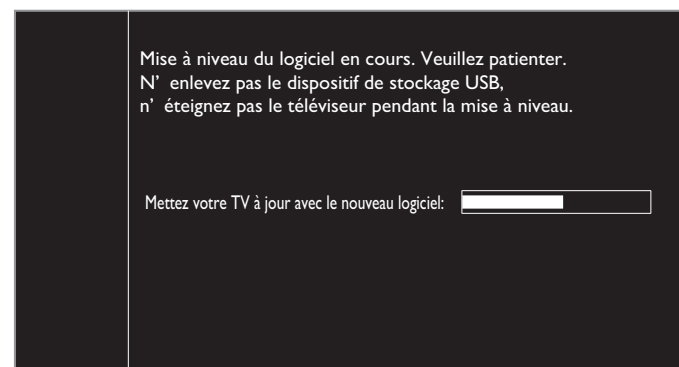 Mise à niveau du logiciel en cours. Veuillez patienter.
N’ enlevez pas le dispositif de stockage USB,
n’ éteignez pas le téléviseur pendant la mise à niveau.
Mettez votre TV à jour avec le nouveau logiciel: